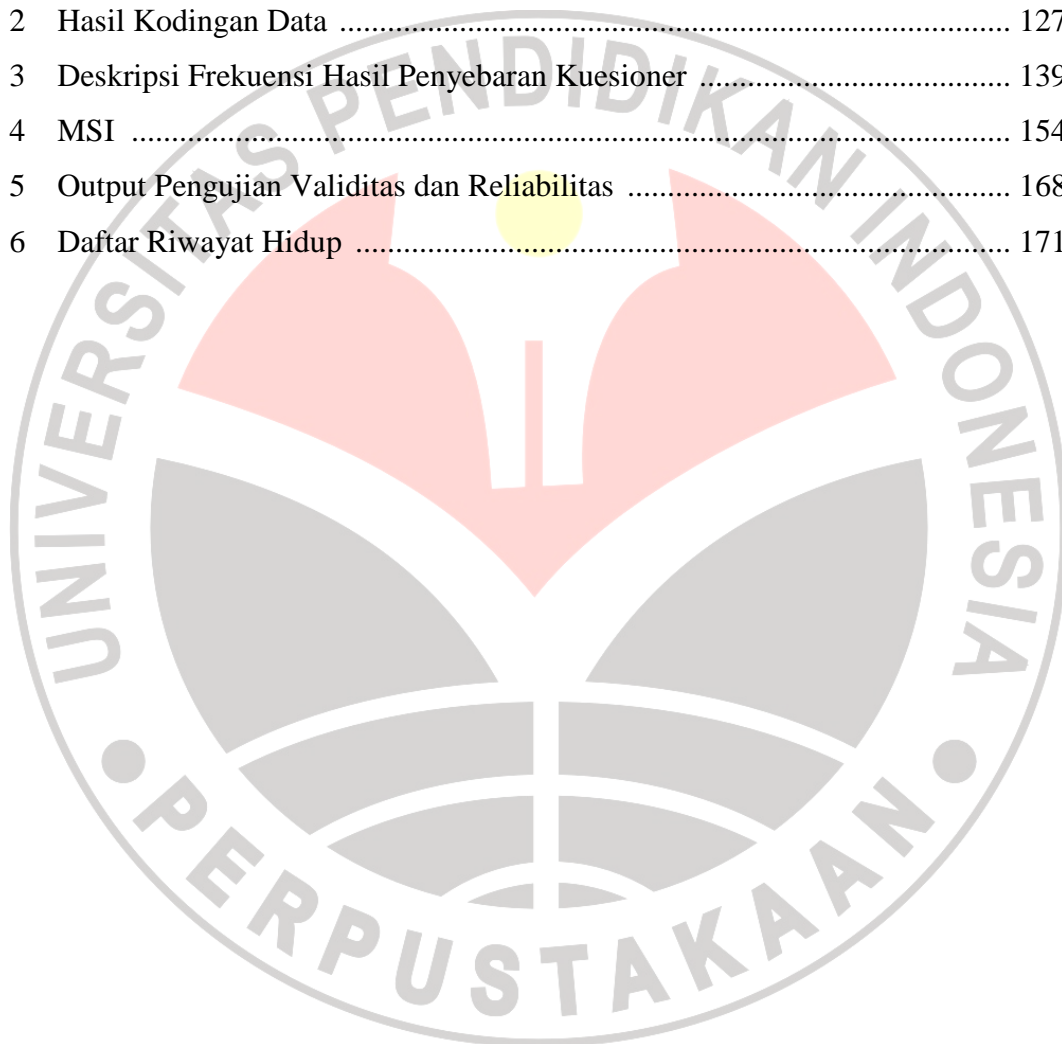 2 Hasil Kodingan Data ........................................................................................ 127
3 Deskripsi Frekuensi Hasil Penyebaran Kuesioner ........................................ 139
4 MSI ................................................................................................................ 154
5 Output Pengujian Validitas dan Reliabilitas ................................................. 168
6 Daftar Riwayat Hidup ................................................................................... 171
UNIVERSITAS PENDIDIKAN INDONESIA
PERPUSTAKAAN